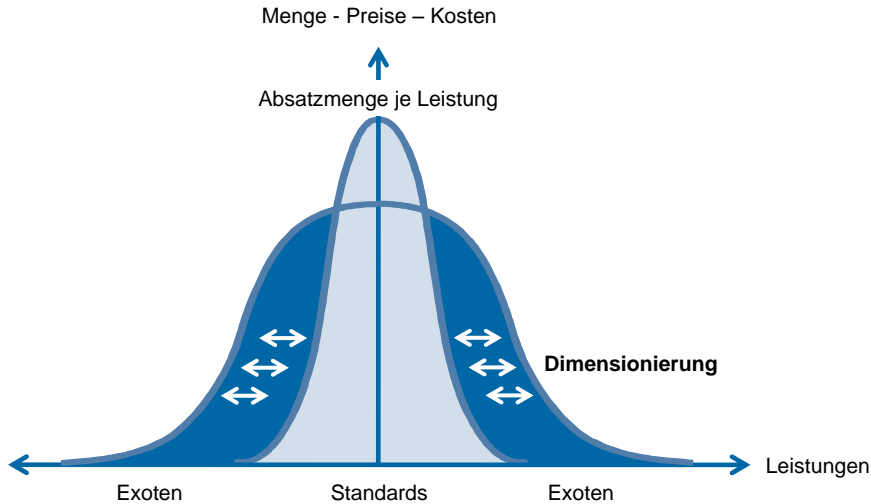 Menge - Preise – Kosten
Absatzmenge je Leistung
Dimensionierung
Leistungen
Exoten
Standards
Exoten